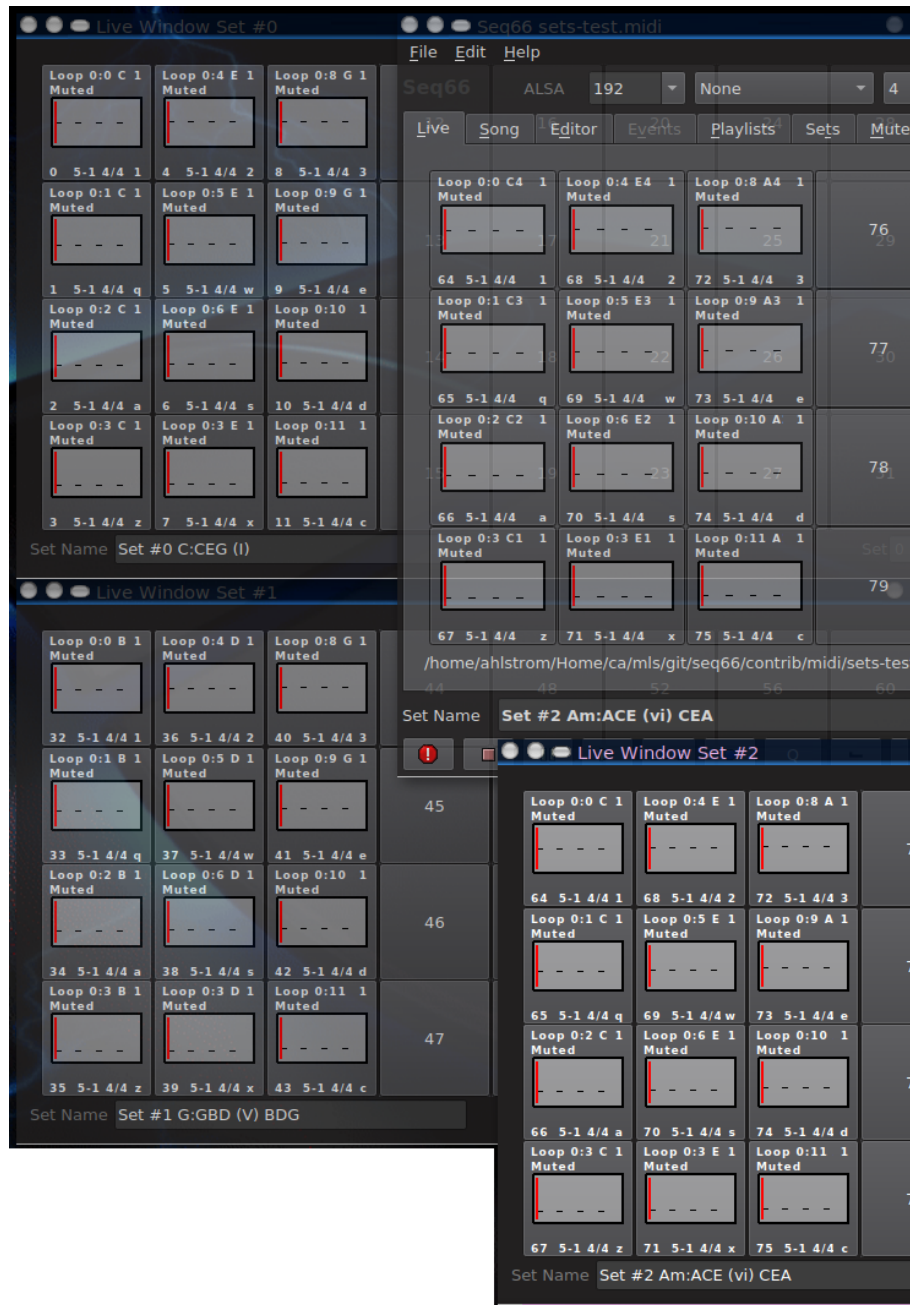 Live Window Set #0
Loop 0:0 C 1 Loop 0:4 E 1 Loop 0:8 G 1
Muted Muted Muted
0 5-1 4/4 1 4 5-1 4/4 2 8 5-1 4/4 3
Loop 0:1 C 1 Loop 0:5 E 1 Loop 0:9 G 1
Muted Muted Muted
1 5-1 4/4 q 5 5-1 4/4 w 9 5-1 4/4 e
Loop 0:2 C 1 Loop 0:6 E 1 Loop 0:10 1
Muted Muted Muted
2 5-1 4/4 a 6 5-1 4/4 s 10 5-1 4/4 d
Loop 0:3 C 1 Loop 0:3 E 1 Loop 0:11 1
Muted Muted Muted
3 5-1 4/4 z 7 5-1 4/4 x 11 5-1 4/4 c
Set Name Set #0 C:CEG (I)
Seq66 sets-test.midi
File Edit Help
Seq66 ALSA 192 None 4
Live Song Editor Events Playlists Sets Mute
12 16 20 24 28
Loop 0:0 C4 1 Loop 0:4 E4 1 Loop 0:8 A4 1
Muted Muted Muted
76
13 17 21 25 29
64 5-1 4/4 1 68 5-1 4/4 2 72 5-1 4/4 3
Loop 0:1 C3 1 Loop 0:5 E3 1 Loop 0:9 A3 1
Muted Muted Muted
77
14 18 22 26 30
65 5-1 4/4 q 69 5-1 4/4 w 73 5-1 4/4 e
Loop 0:2 C2 1 Loop 0:6 E2 1 Loop 0:10 A 1
Muted Muted Muted
78
15 19 23 27 31
66 5-1 4/4 a 70 5-1 4/4 s 74 5-1 4/4 d
Loop 0:3 C1 1 Loop 0:3 E1 1 Loop 0:11 A 1
Muted Muted Muted
Set 0
79
67 5-1 4/4 z 71 5-1 4/4 x 75 5-1 4/4 c
/home/ahlstrom/Home/ca/mls/git/seq66/contrib/midi/sets-tes
44 48 52 56 60
Set Name Set #2 Am:ACE (vi) CEA
Live Window Set #1
Loop 0:0 B 1 Loop 0:4 D 1 Loop 0:8 G 1
Muted Muted Muted
32 5-1 4/4 1 36 5-1 4/4 2 40 5-1 4/4 3
Loop 0:1 B 1 Loop 0:5 D 1 Loop 0:9 G 1
Muted Muted Muted
45
33 5-1 4/4 q 37 5-1 4/4 w 41 5-1 4/4 e
Loop 0:2 B 1 Loop 0:6 D 1 Loop 0:10 1
Muted Muted Muted
46
34 5-1 4/4 a 38 5-1 4/4 s 42 5-1 4/4 d
Loop 0:3 B 1 Loop 0:3 D 1 Loop 0:11 1
Muted Muted Muted
47
35 5-1 4/4 z 39 5-1 4/4 x 43 5-1 4/4 c
Set Name Set #1 G:GBD (V) BDG
Live Window Set #2
Loop 0:0 C 1 Loop 0:4 E 1 Loop 0:8 A 1
Muted Muted Muted
64 5-1 4/4 1 68 5-1 4/4 2 72 5-1 4/4 3
Loop 0:1 C 1 Loop 0:5 E 1 Loop 0:9 A 1
Muted Muted Muted
65 5-1 4/4 q 69 5-1 4/4 w 73 5-1 4/4 e
Loop 0:2 C 1 Loop 0:6 E 1 Loop 0:10 1
Muted Muted Muted
66 5-1 4/4 a 70 5-1 4/4 s 74 5-1 4/4 d
Loop 0:3 C 1 Loop 0:3 E 1 Loop 0:11 1
Muted Muted Muted
67 5-1 4/4 z 71 5-1 4/4 x 75 5-1 4/4 c
Set Name Set #2 Am:ACE (vi) CEA